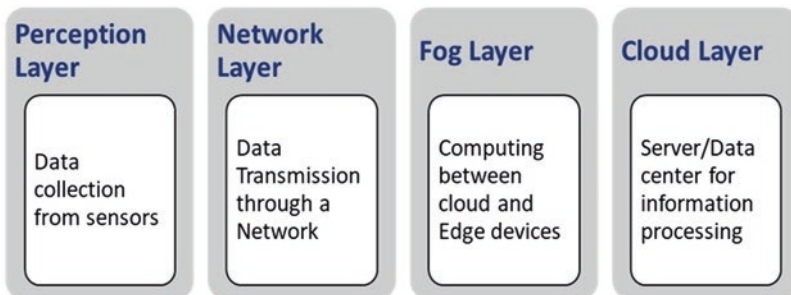 Perception
Layer
Data
collection
from sensors
Network
Layer
Data
Transmission
through a
Network
Fog Layer
Computing
between
cloud and
Edge devices
Cloud Layer
Server/Data
center for
information
processing